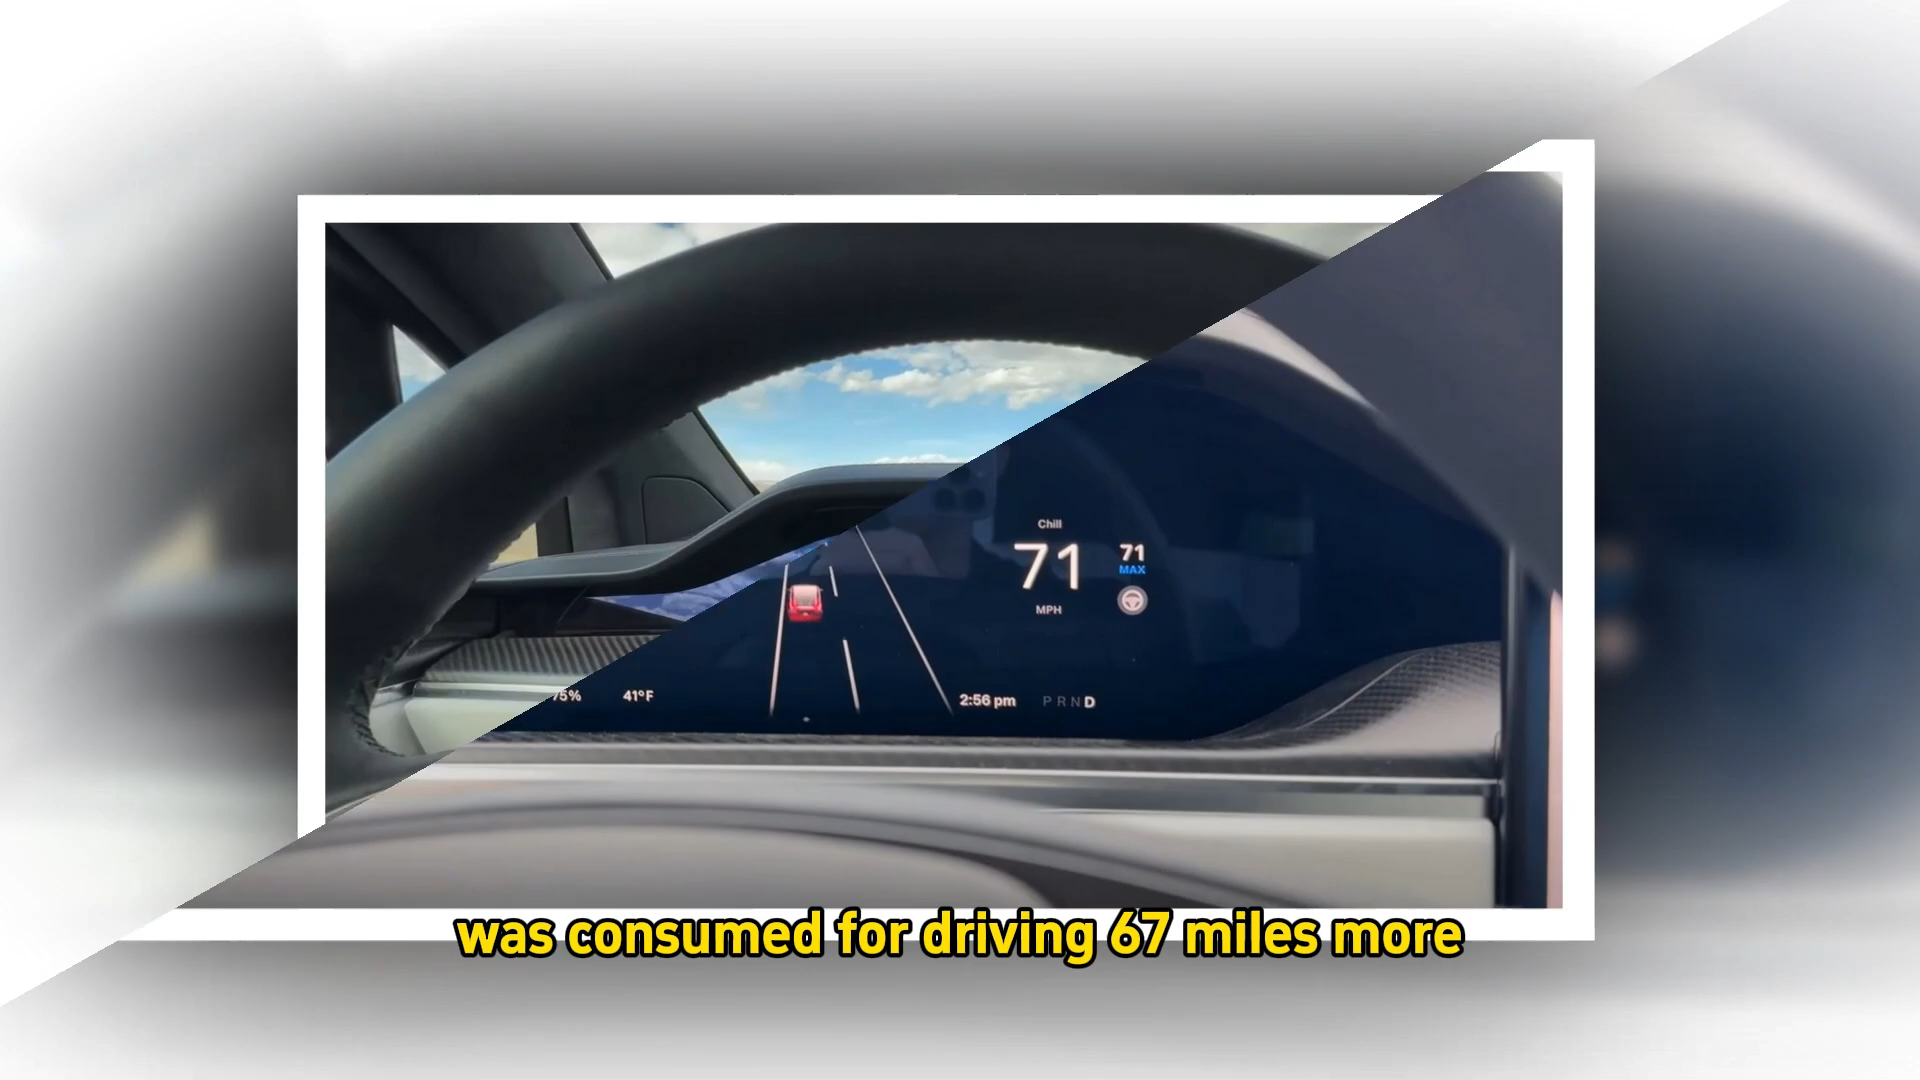 Chill
71
71
MAX
MPH
75%
41°F
2:56 pm
P R N D
was consumed for driving 67 miles more